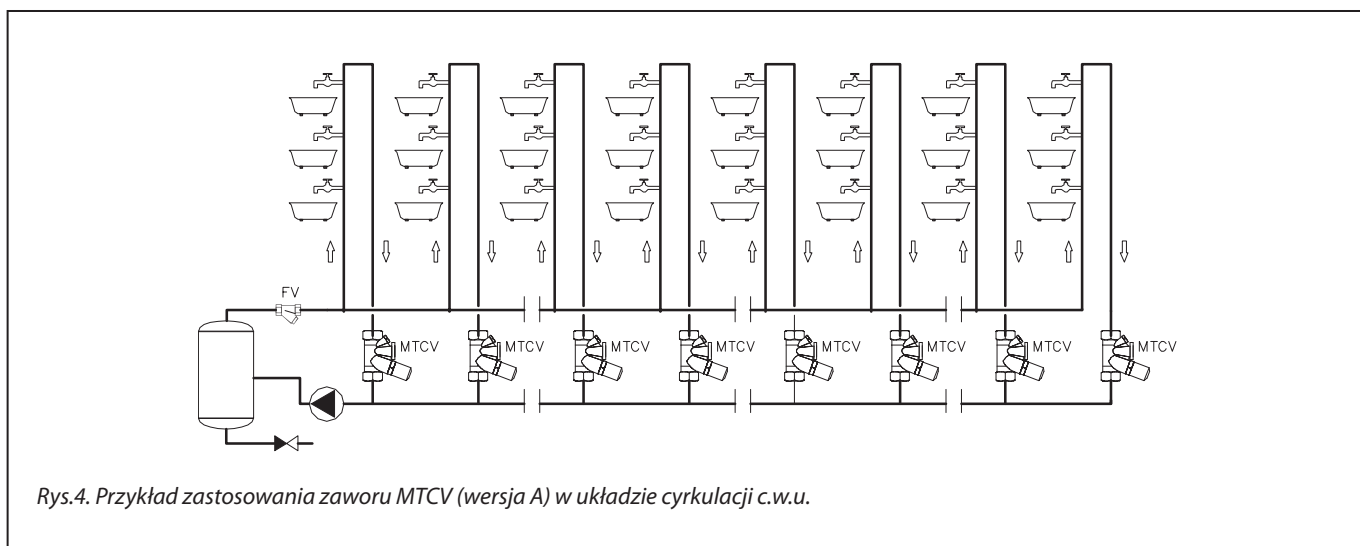 FV
MTCV MTCV MTCV MTCV MTCV MTCV MTCV MTCV
Rys.4. Przykład zastosowania zaworu MTCV (wersja A) w układzie cyrkulacji c.w.u.